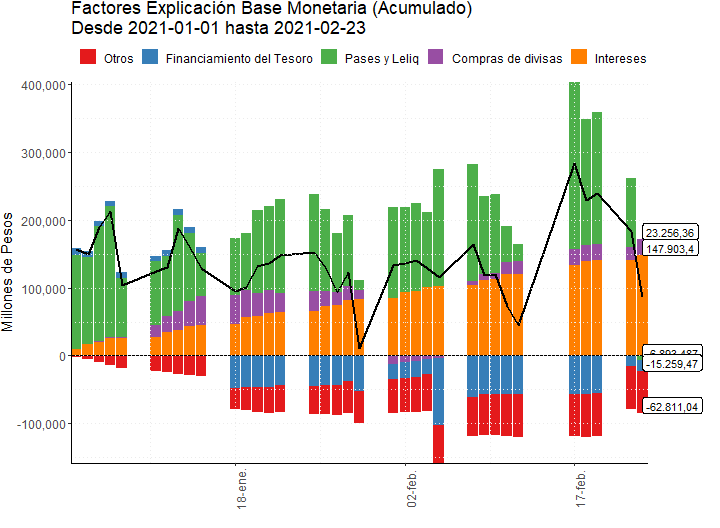 Factores Explicación Base Monetaria (Acumulado)
Desde 2021-01-01 hasta 2021-02-23
Otros Financiamiento del Tesoro Pases y Leliq Compras de divisas Intereses
Millones de Pesos
400,000
300,000
200,000
100,000
0
-100,000
23.256,36
147.903,4
-15.259,47
-62.811,04
18-ene.
02-feb.
17-feb.